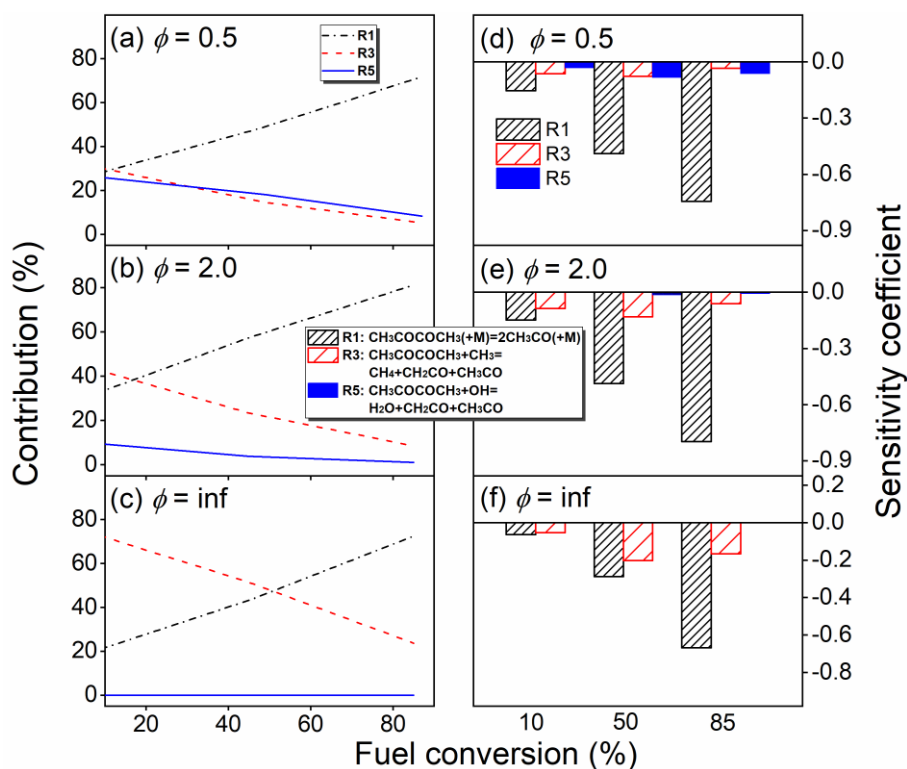 (a) ϕ = 0.5
R1
R3
R5
80
60
40
20
0
(b) ϕ = 2.0
80
60
40
20
0
(c) ϕ = inf
80
60
40
20
0
20 40 60 80
Contribution (%)
(d) ϕ = 0.5
0.0
-0.3
-0.6
-0.9
R1
R3
R5
(e) ϕ = 2.0
0.0
-0.3
-0.6
-0.9
R1: CH₃COCOCH₃(+M)=2CH₃CO(+M)
R3: CH₃COCOCH₃+CH₃=
CH₄+CH₂CO+CH₃CO
R5: CH₃COCOCH₃+OH=
H₂O+CH₂CO+CH₃CO
(f) ϕ = inf
0.2
0.0
-0.2
-0.4
-0.6
-0.8
10 50 85
Sensitivity coefficient
Fuel conversion (%)